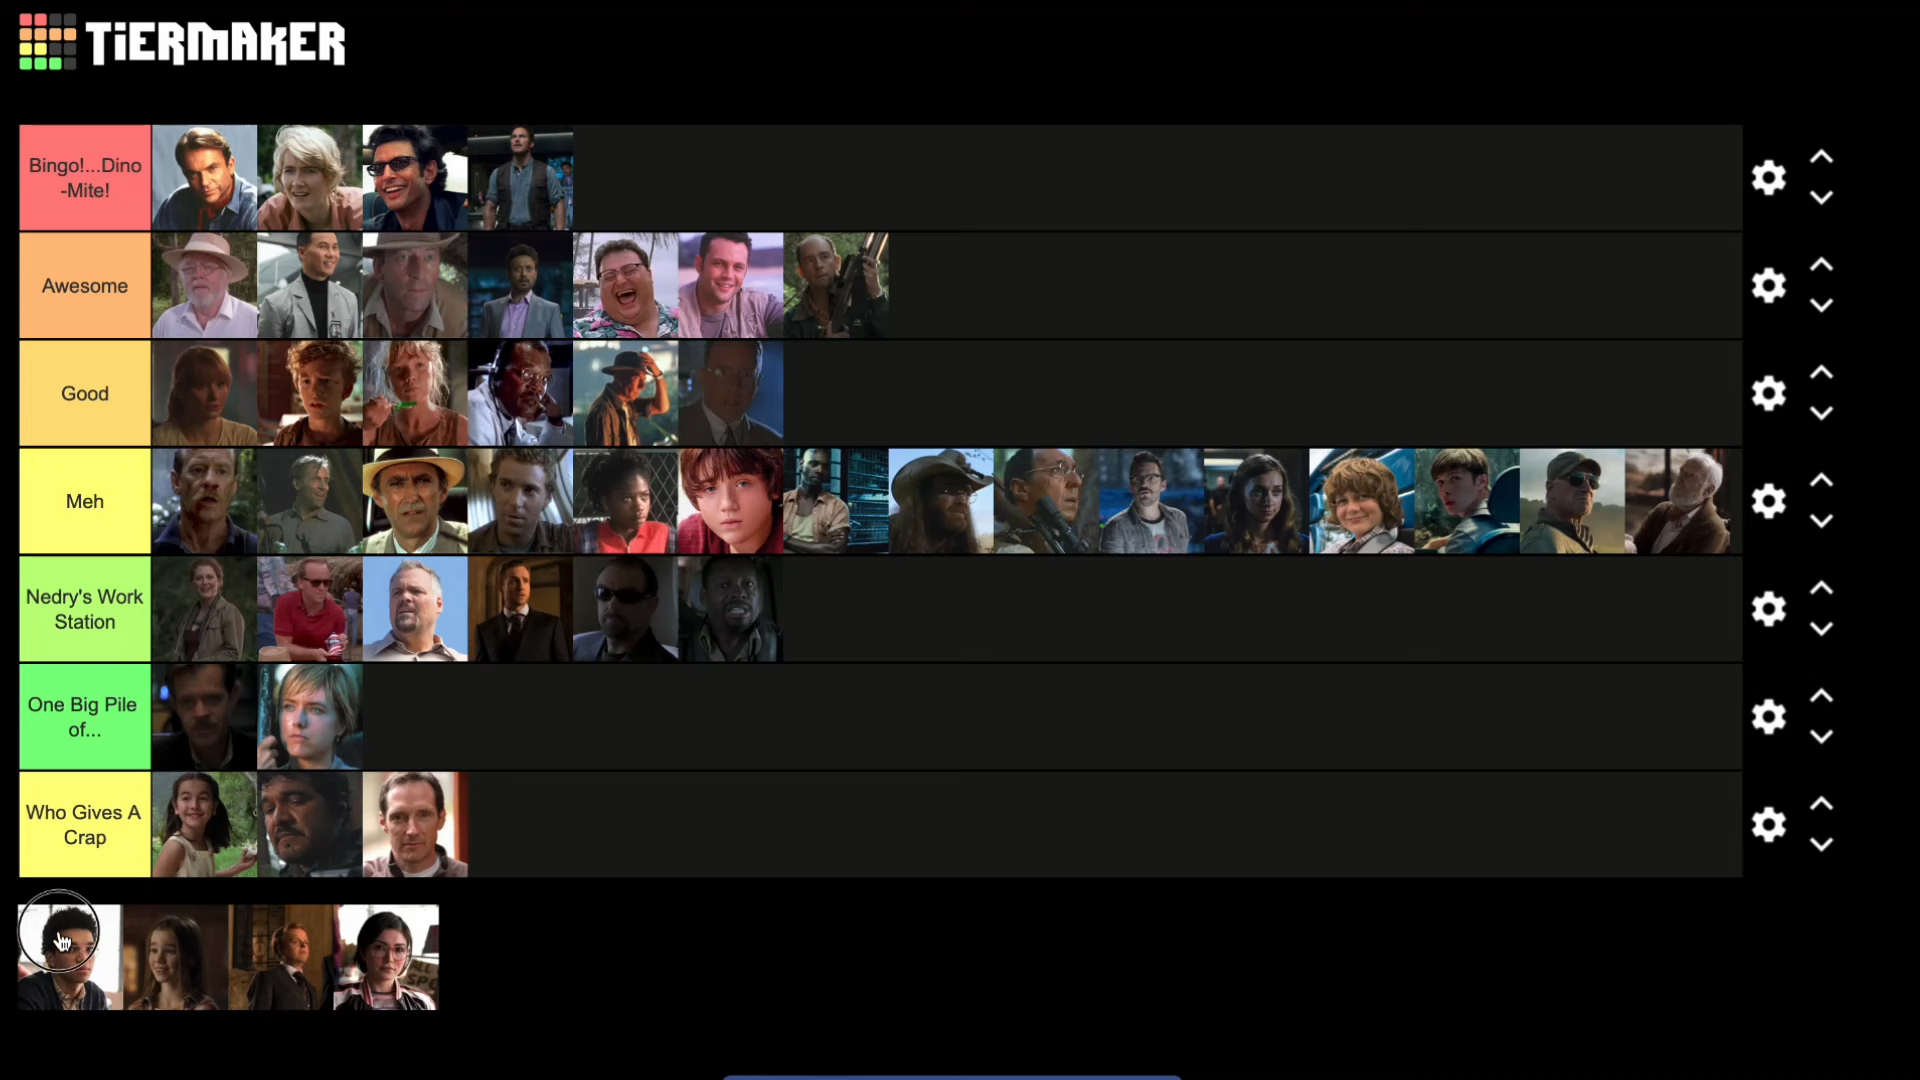 TiERMAKER
Bingo!...Dino
-Mite!
Awesome
Good
Meh
Nedry's Work
Station
One Big Pile
of...
Who Gives A
Crap